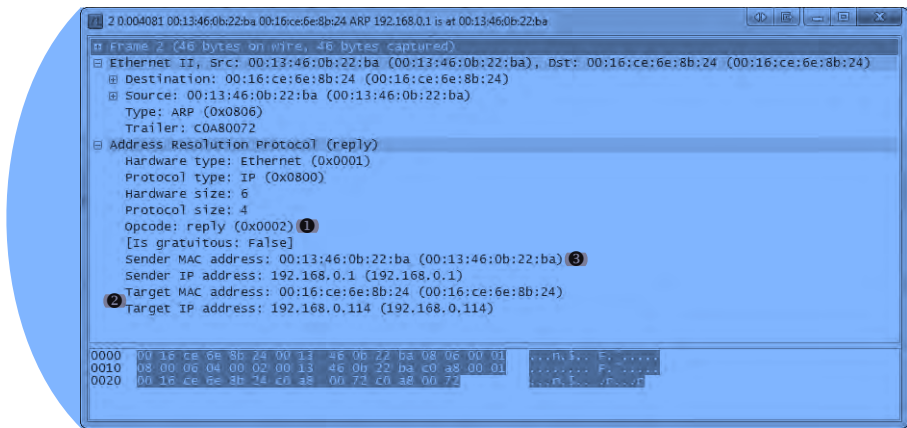 2 0.004081 00:13:46:0b:22:ba 00:16:ce:6e:8b:24 ARP 192.168.0.1 is at 00:13:46:0b:22:ba
Frame 2 (46 bytes on wire, 46 bytes captured)
Ethernet II, Src: 00:13:46:0b:22:ba (00:13:46:0b:22:ba), Dst: 00:16:ce:6e:8b:24 (00:16:ce:6e:8b:24)
Destination: 00:16:ce:6e:8b:24 (00:16:ce:6e:8b:24)
Source: 00:13:46:0b:22:ba (00:13:46:0b:22:ba)
Type: ARP (0x0806)
Trailer: C0A80072
Address Resolution Protocol (reply)
Hardware type: Ethernet (0x0001)
Protocol type: IP (0x0800)
Hardware size: 6
Protocol size: 4
Opcode: reply (0x0002) 1
[Is gratuitous: False]
Sender MAC address: 00:13:46:0b:22:ba (00:13:46:0b:22:ba) 3
Sender IP address: 192.168.0.1 (192.168.0.1)
Target MAC address: 00:16:ce:6e:8b:24 (00:16:ce:6e:8b:24)
2 Target IP address: 192.168.0.114 (192.168.0.114)
0000 00 16 ce 6e 8b 24 00 13 46 0b 22 ba 08 06 00 01 ...n.$.. F.".....
0010 08 00 06 04 00 02 00 13 46 0b 22 ba c0 a8 00 01 ........ F.".....
0020 00 16 ce 6e 8b 24 c0 a8 00 72 c0 a8 00 72 ...n.$.. .r...r